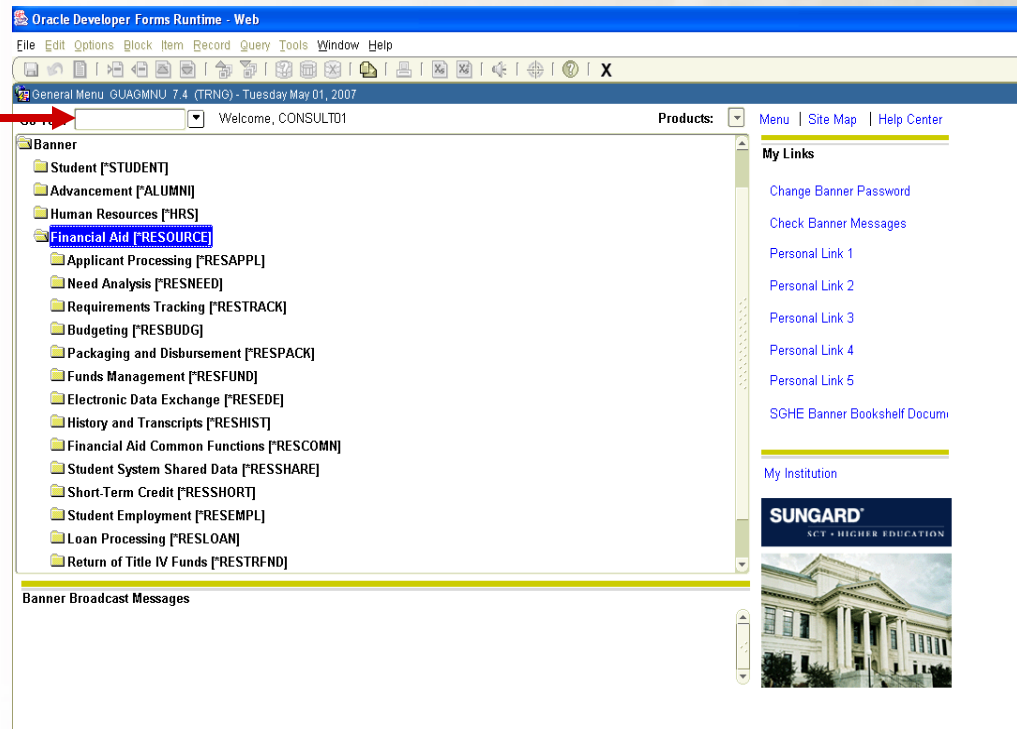 Oracle Developer Forms Runtime - Web
File Edit Options Block Item Record Query Tools Window Help
X
General Menu GUAGMNU 7.4 (TRNG) - Tuesday May 01, 2007
Welcome, CONSULT01 Products: Menu | Site Map | Help Center
Banner
Student [*STUDENT]
Advancement [*ALUMNI]
Human Resources [*HRS]
Financial Aid [*RESOURCE]
Applicant Processing [*RESAPPL]
Need Analysis [*RESNEED]
Requirements Tracking [*RESTRACK]
Budgeting [*RESBUDG]
Packaging and Disbursement [*RESPACK]
Funds Management [*RESFUND]
Electronic Data Exchange [*RESEDE]
History and Transcripts [*RESHIST]
Financial Aid Common Functions [*RESCOMN]
Student System Shared Data [*RESSHARE]
Short-Term Credit [*RESSHORT]
Student Employment [*RESEMPL]
Loan Processing [*RESLOAN]
Return of Title IV Funds [*RESTRFND]
My Links
Change Banner Password
Check Banner Messages
Personal Link 1
Personal Link 2
Personal Link 3
Personal Link 4
Personal Link 5
SGHE Banner Bookshelf Docum
My Institution
SUNGARD
SCT • HIGHER EDUCATION
Banner Broadcast Messages